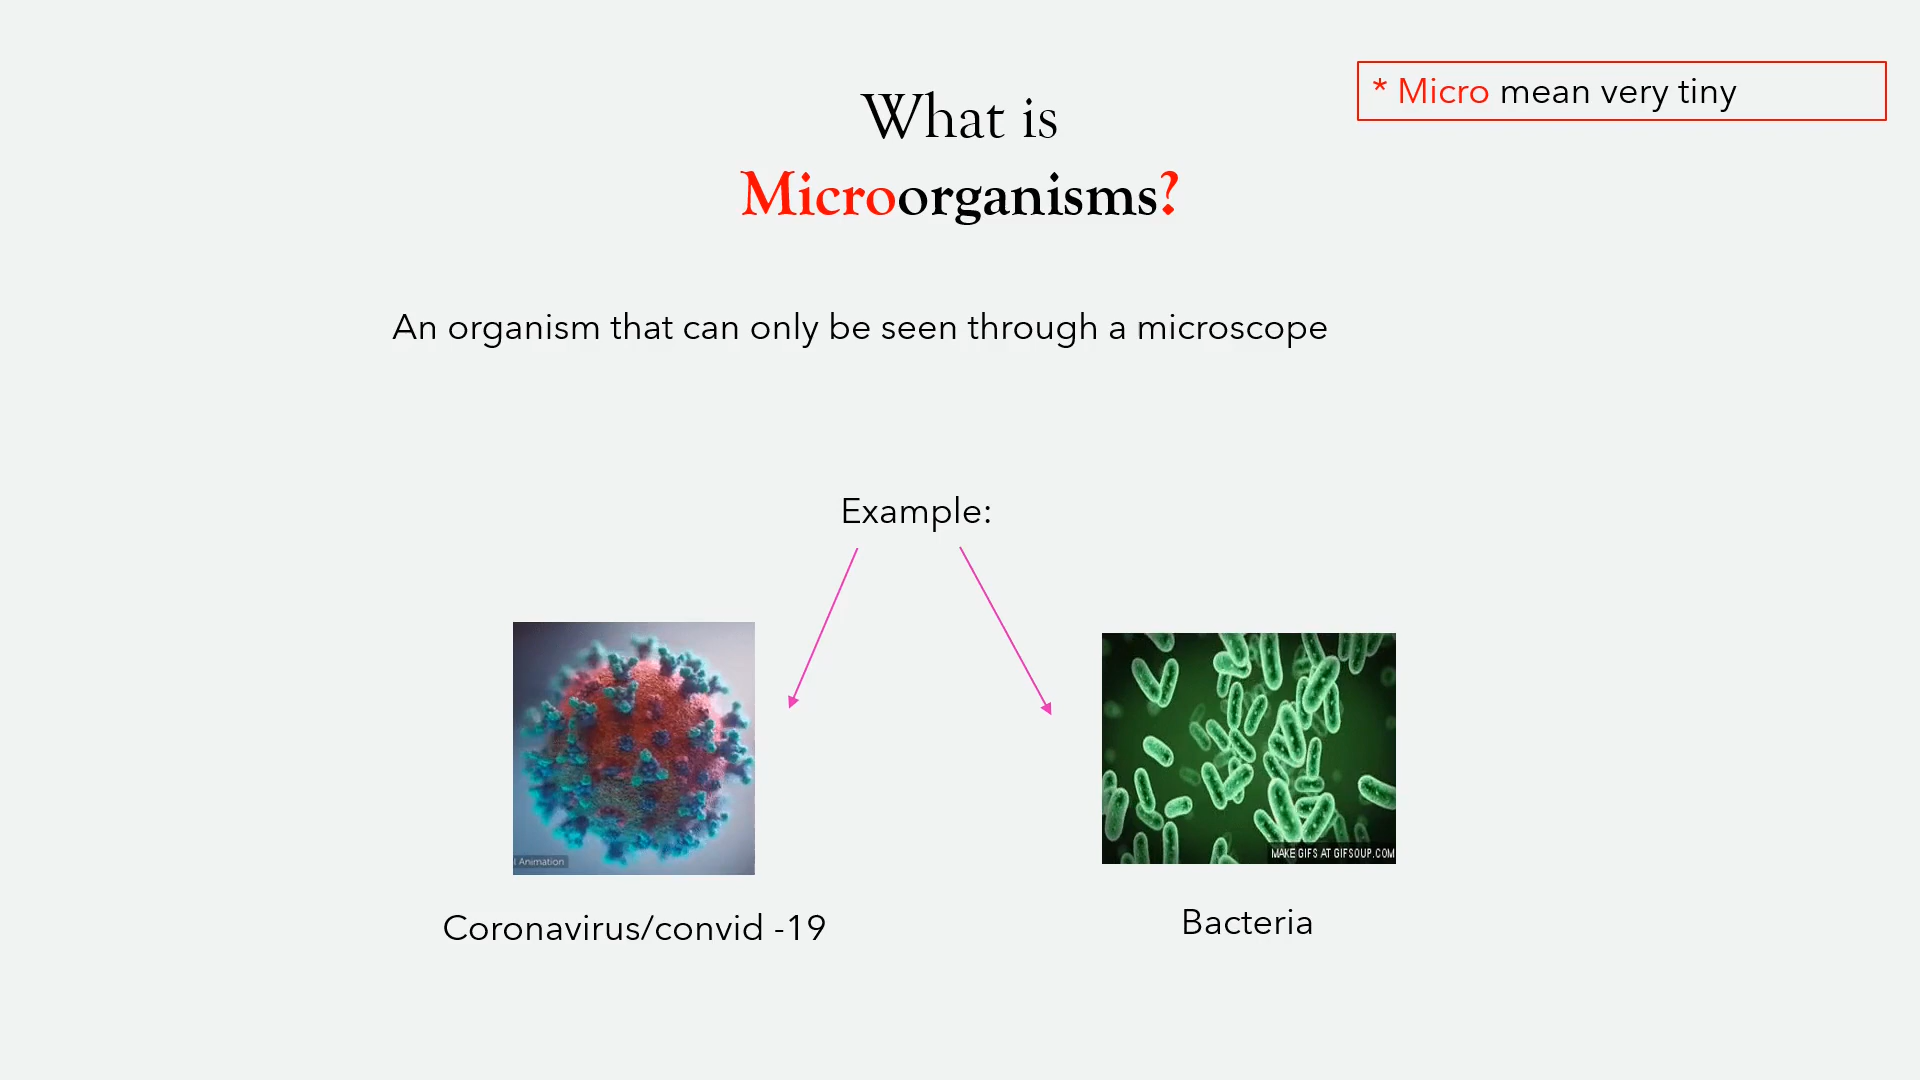 * Micro mean very tiny
What is
Microorganisms?
An organism that can only be seen through a microscope
Example:
l Animation
MAKE GIFS AT GIFSOUP.COM
Coronavirus/convid -19
Bacteria